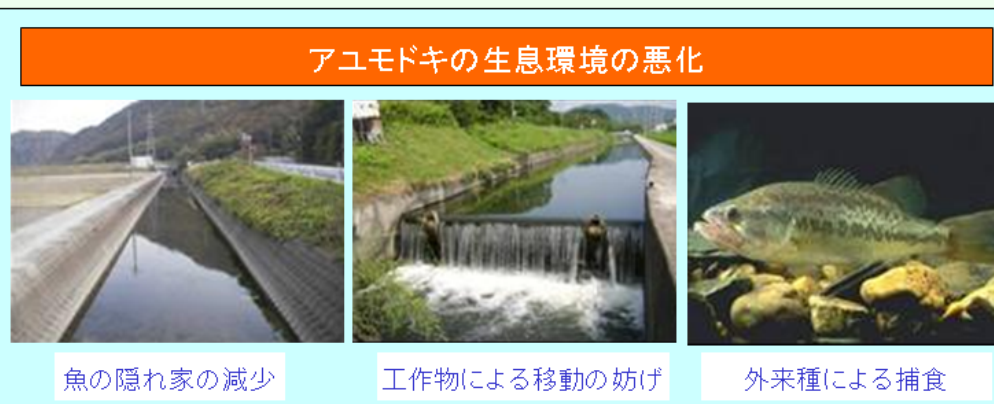 アユモドキの生息環境の悪化
魚の隠れ家の減少
工作物による移動の妨げ
外来種による捕食